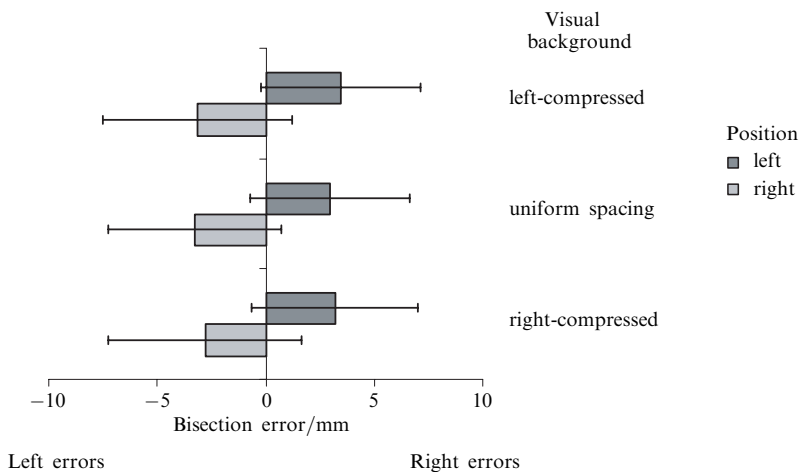 Visual
background
left-compressed
uniform spacing
right-compressed
Position
left
right
−10 −5 0 5 10
Bisection error/mm
Left errors Right errors